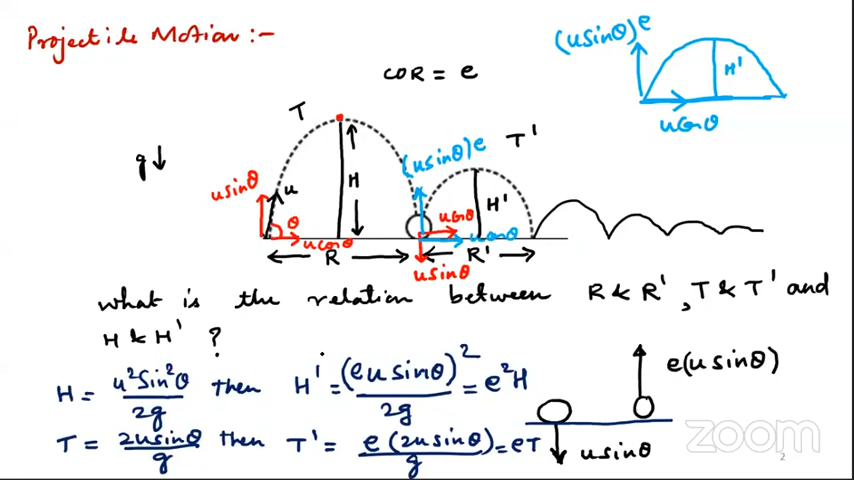 Projectile Motion :-
(usinθ)e
H'
ucosθ
COR = e
T
(usinθ)e
T'
g↓
usinθ
u
H
H'
θ
ucosθ
ucosθ
ucosθ
R
R'
usinθ
what is the relation between R & R', T & T' and
H & H' ?
H = u²Sin²θ/2g then H' = (eusinθ)²/2g = e²H
e(usinθ)
T = 2usinθ/g then T' = e(2usinθ)/g = eT
usinθ
zoom
2